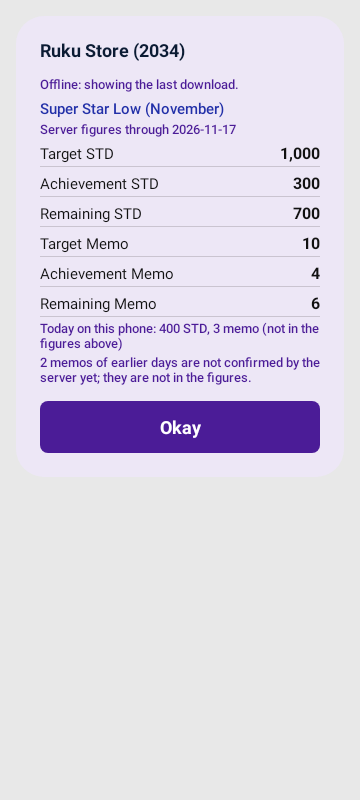 Ruku Store (2034)
Offline: showing the last download.
Super Star Low (November)
Server figures through 2026-11-17
Target STD 1,000
Achievement STD 300
Remaining STD 700
Target Memo 10
Achievement Memo 4
Remaining Memo 6
Today on this phone: 400 STD, 3 memo (not in the
figures above)
2 memos of earlier days are not confirmed by the
server yet; they are not in the figures.
Okay